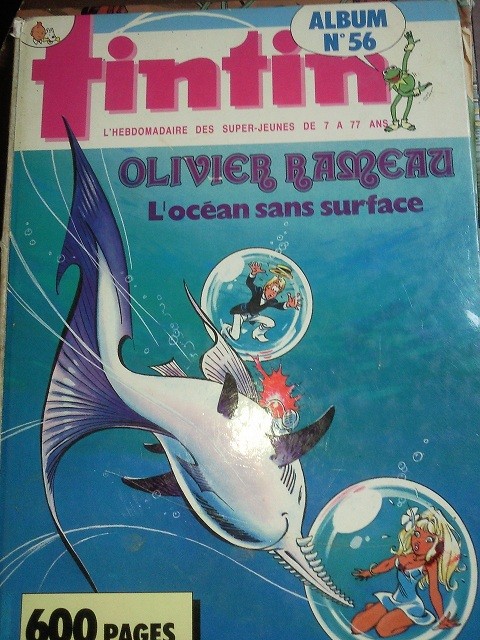 ALBUM
N° 56
tintin
L'HEBDOMADAIRE DES SUPER-JEUNES DE 7 A 77 ANS
OLIVIER RAMEAU
L'océan sans surface
600 PAGES